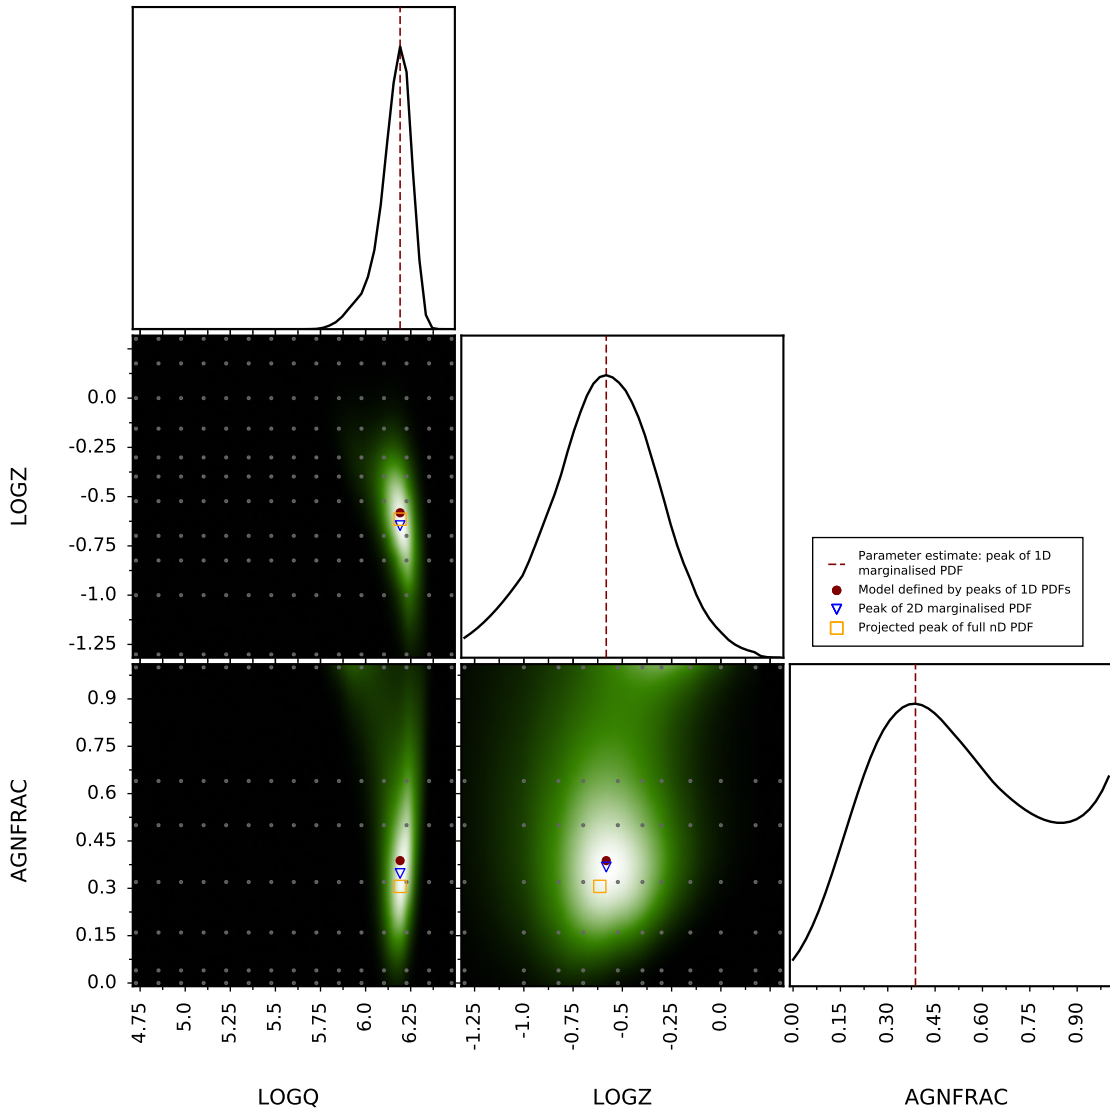 LOGZ
0.0
-0.25
-0.5
-0.75
-1.0
-1.25
Parameter estimate: peak of 1D
marginalised PDF
Model defined by peaks of 1D PDFs
Peak of 2D marginalised PDF
Projected peak of full nD PDF
AGNFRAC
0.9
0.75
0.6
0.45
0.3
0.15
0.0
4.75 5.0 5.25 5.5 5.75 6.0 6.25
-1.25 -1.0 -0.75 -0.5 -0.25 0.0
0.00 0.15 0.30 0.45 0.60 0.75 0.90
LOGQ LOGZ AGNFRAC